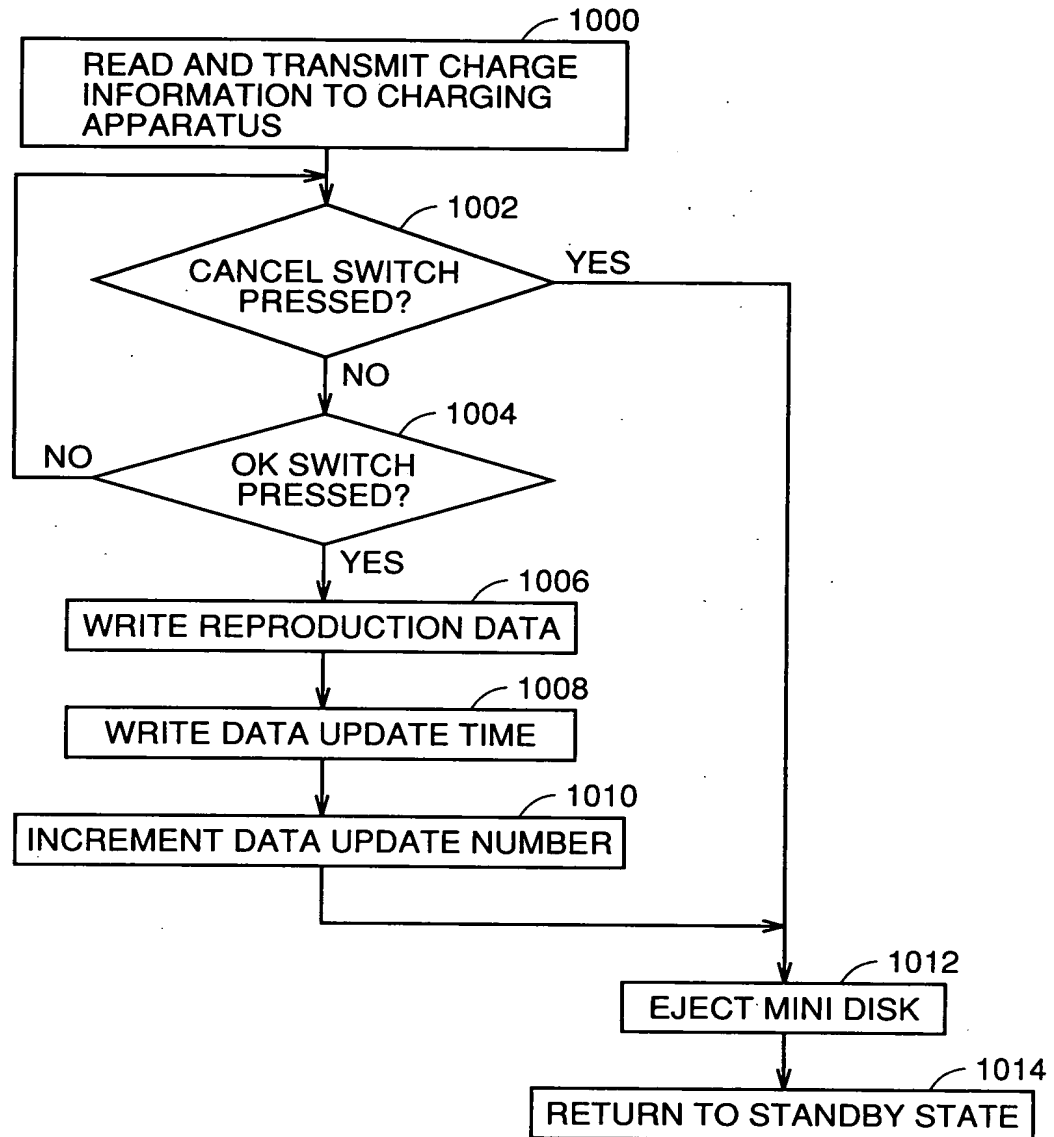 1000
READ AND TRANSMIT CHARGE
INFORMATION TO CHARGING
APPARATUS
1002
CANCEL SWITCH
PRESSED?
YES
NO
1004
OK SWITCH
PRESSED?
NO
YES
1006
WRITE REPRODUCTION DATA
1008
WRITE DATA UPDATE TIME
1010
INCREMENT DATA UPDATE NUMBER
1012
EJECT MINI DISK
1014
RETURN TO STANDBY STATE